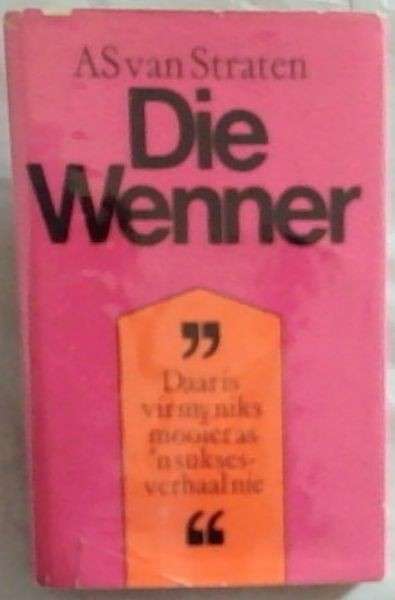 AS van Straten
Die
Wenner
”
Daar is
vir my niks
mooier as
'n sukses-
verhaal nie
“